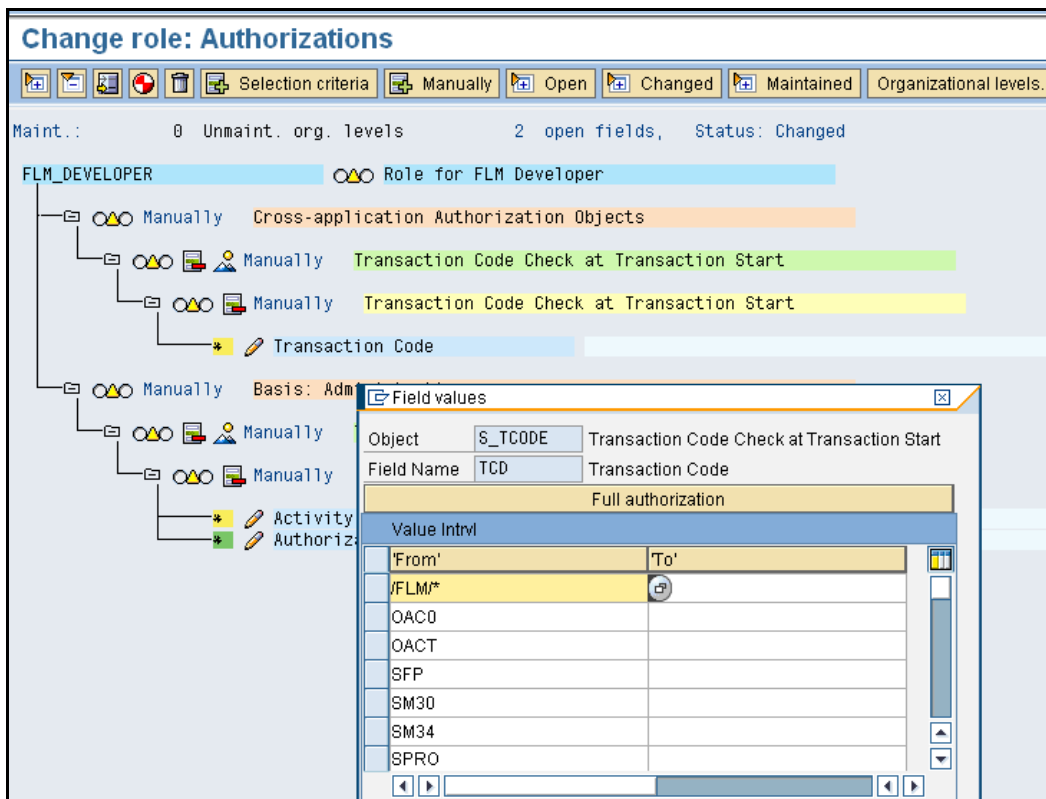 Change role: Authorizations
Selection criteria Manually Open Changed Maintained Organizational levels.
Maint.: 0 Unmaint. org. levels 2 open fields, Status: Changed
FLM_DEVELOPER Role for FLM Developer
Manually Cross-application Authorization Objects
Manually Transaction Code Check at Transaction Start
Manually Transaction Code Check at Transaction Start
* Transaction Code
Manually Basis:
Manually
Manually
* Activity
*
Field values
Object S_TCODE Transaction Code Check at Transaction Start
Field Name TCD Transaction Code
Full authorization
Value Intrvl
'From' 'To'
/FLM/*
OAC0
OACT
SFP
SM30
SM34
SPRO